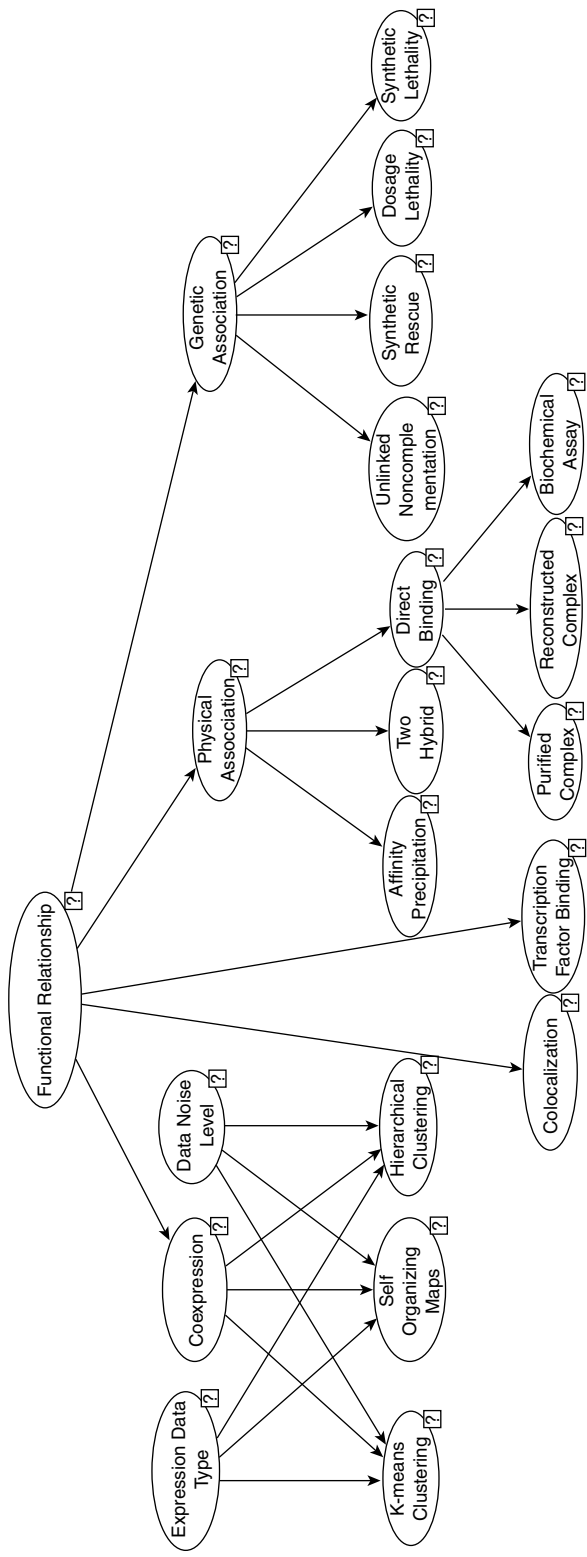 Functional Relationship
?
Expression Data
Type
?
Coexpression
?
Data Noise
Level
?
Physical
Assocciation
?
Genetic
Association
?
K-means
Clustering
?
Self
Organizing
Maps
?
Hierarchical
Clustering
?
Affinity
Precipitation
?
Two
Hybrid
?
Direct
Binding
?
Unlinked
Noncomple
mentation
?
Synthetic
Rescue
?
Dosage
Lethality
?
Synthetic
Lethality
?
Colocalization
?
Transcription
Factor Binding
?
Purified
Complex
?
Reconstructed
Complex
?
Biochemical
Assay
?